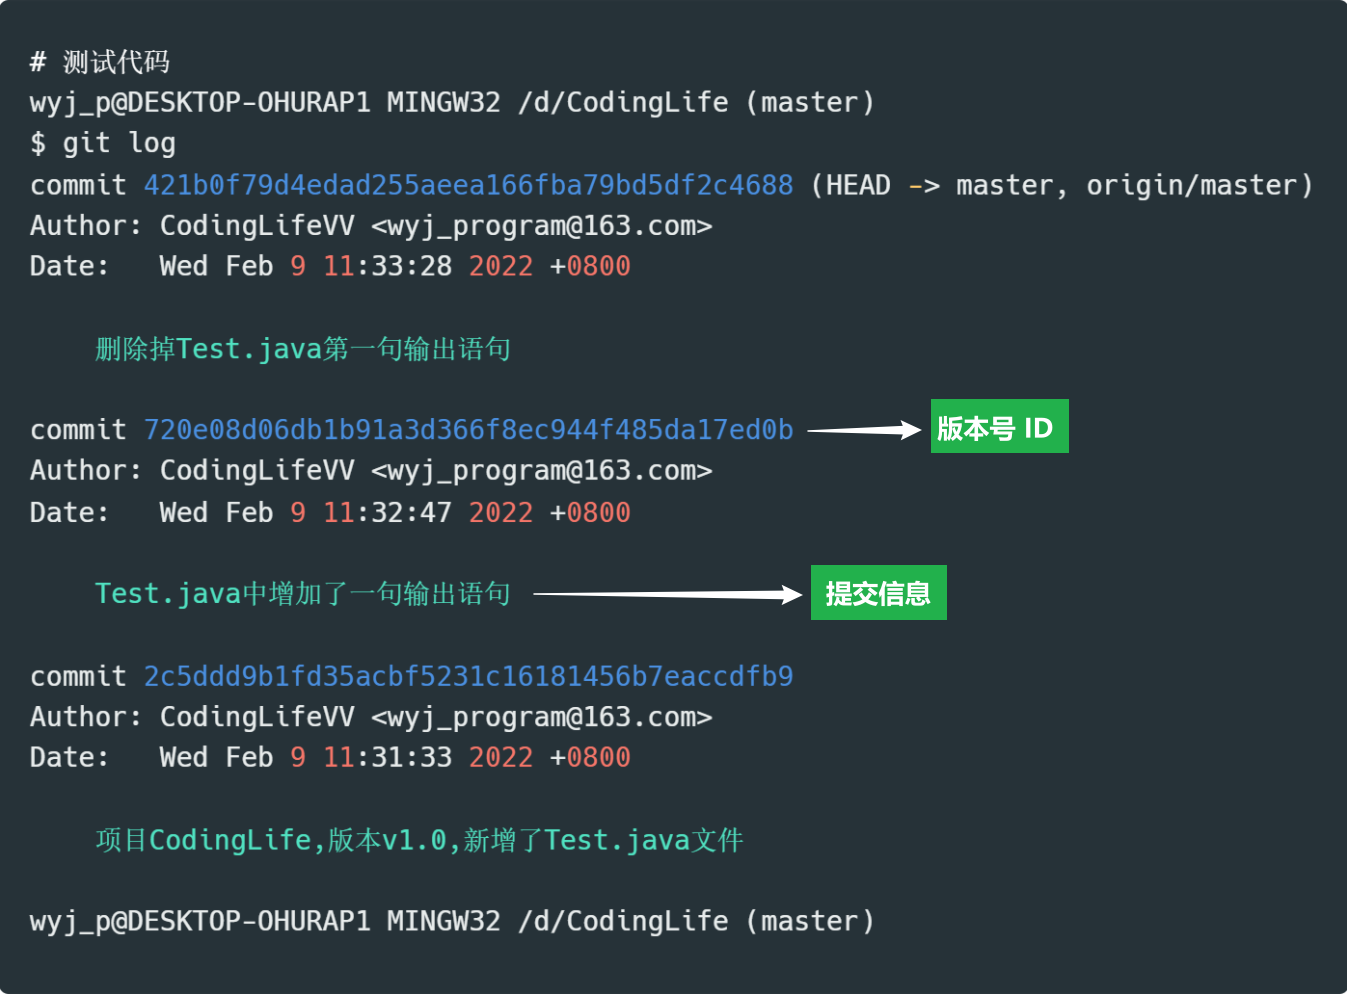 # 测试代码
wyj_p@DESKTOP-OHURAP1 MINGW32 /d/CodingLife (master)
$ git log
commit 421b0f79d4edad255aeea166fba79bd5df2c4688 (HEAD -> master, origin/master)
Author: CodingLifeVV <wyj_program@163.com>
Date:   Wed Feb 9 11:33:28 2022 +0800
删除掉Test.java第一句输出语句
commit 720e08d06db1b91a3d366f8ec944f485da17ed0b 版本号 ID
Author: CodingLifeVV <wyj_program@163.com>
Date:   Wed Feb 9 11:32:47 2022 +0800
Test.java中增加了一句输出语句 提交信息
commit 2c5ddd9b1fd35acbf5231c16181456b7eaccdfb9
Author: CodingLifeVV <wyj_program@163.com>
Date:   Wed Feb 9 11:31:33 2022 +0800
项目CodingLife,版本v1.0,新增了Test.java文件
wyj_p@DESKTOP-OHURAP1 MINGW32 /d/CodingLife (master)